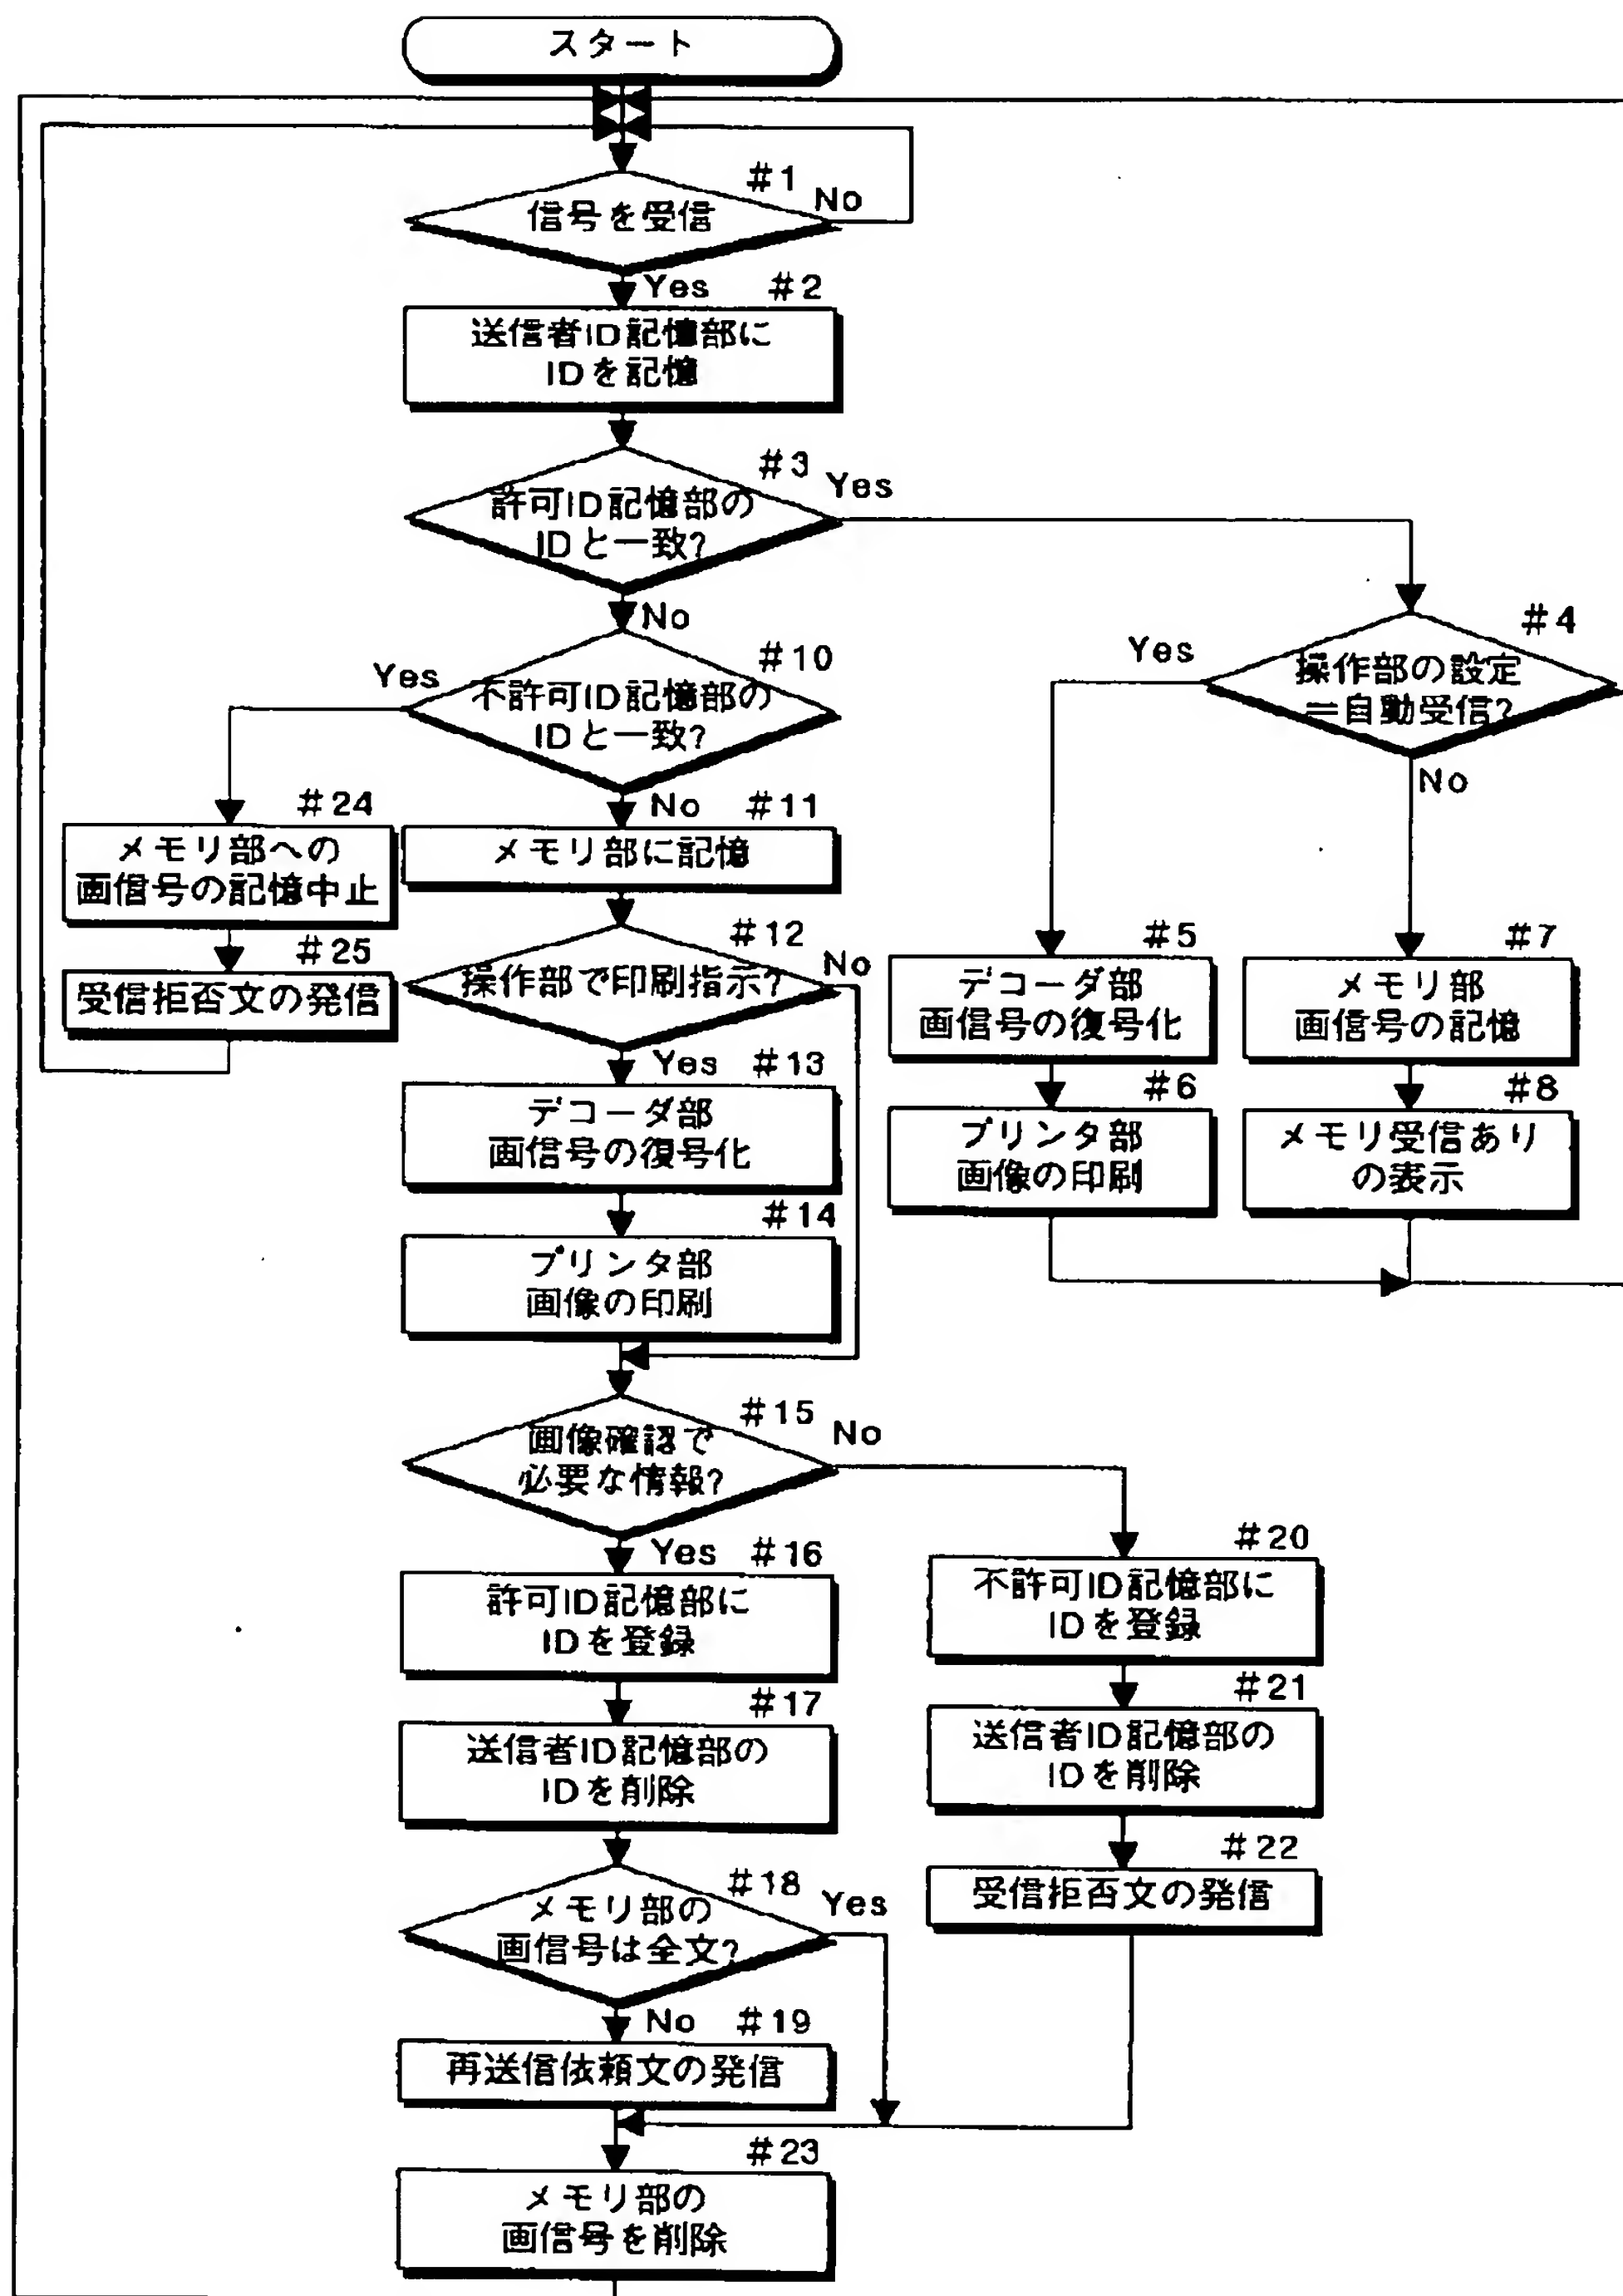 スタート
#1
信号を受信
No
Yes
#2
送信者ID記憶部に
IDを記憶
#3
許可ID記憶部の
IDと一致?
Yes
No
#4
操作部の設定
=自動受信?
Yes
No
#10
不許可ID記憶部の
IDと一致?
Yes
No
#24
メモリ部への
画信号の記憶中止
#25
受信拒否文の発信
#11
メモリ部に記憶
#12
操作部で印刷指示?
No
Yes
#5
デコーダ部
画信号の復号化
#6
プリンタ部
画像の印刷
#7
メモリ部
画信号の記憶
#8
メモリ受信あり
の表示
#13
デコーダ部
画信号の復号化
#14
プリンタ部
画像の印刷
#15
画像確認で
必要な情報?
No
Yes
#16
許可ID記憶部に
IDを登録
#17
送信者ID記憶部の
IDを削除
#20
不許可ID記憶部に
IDを登録
#21
送信者ID記憶部の
IDを削除
#22
受信拒否文の発信
#18
メモリ部の
画信号は全文?
Yes
No
#19
再送信依頼文の発信
#23
メモリ部の
画信号を削除